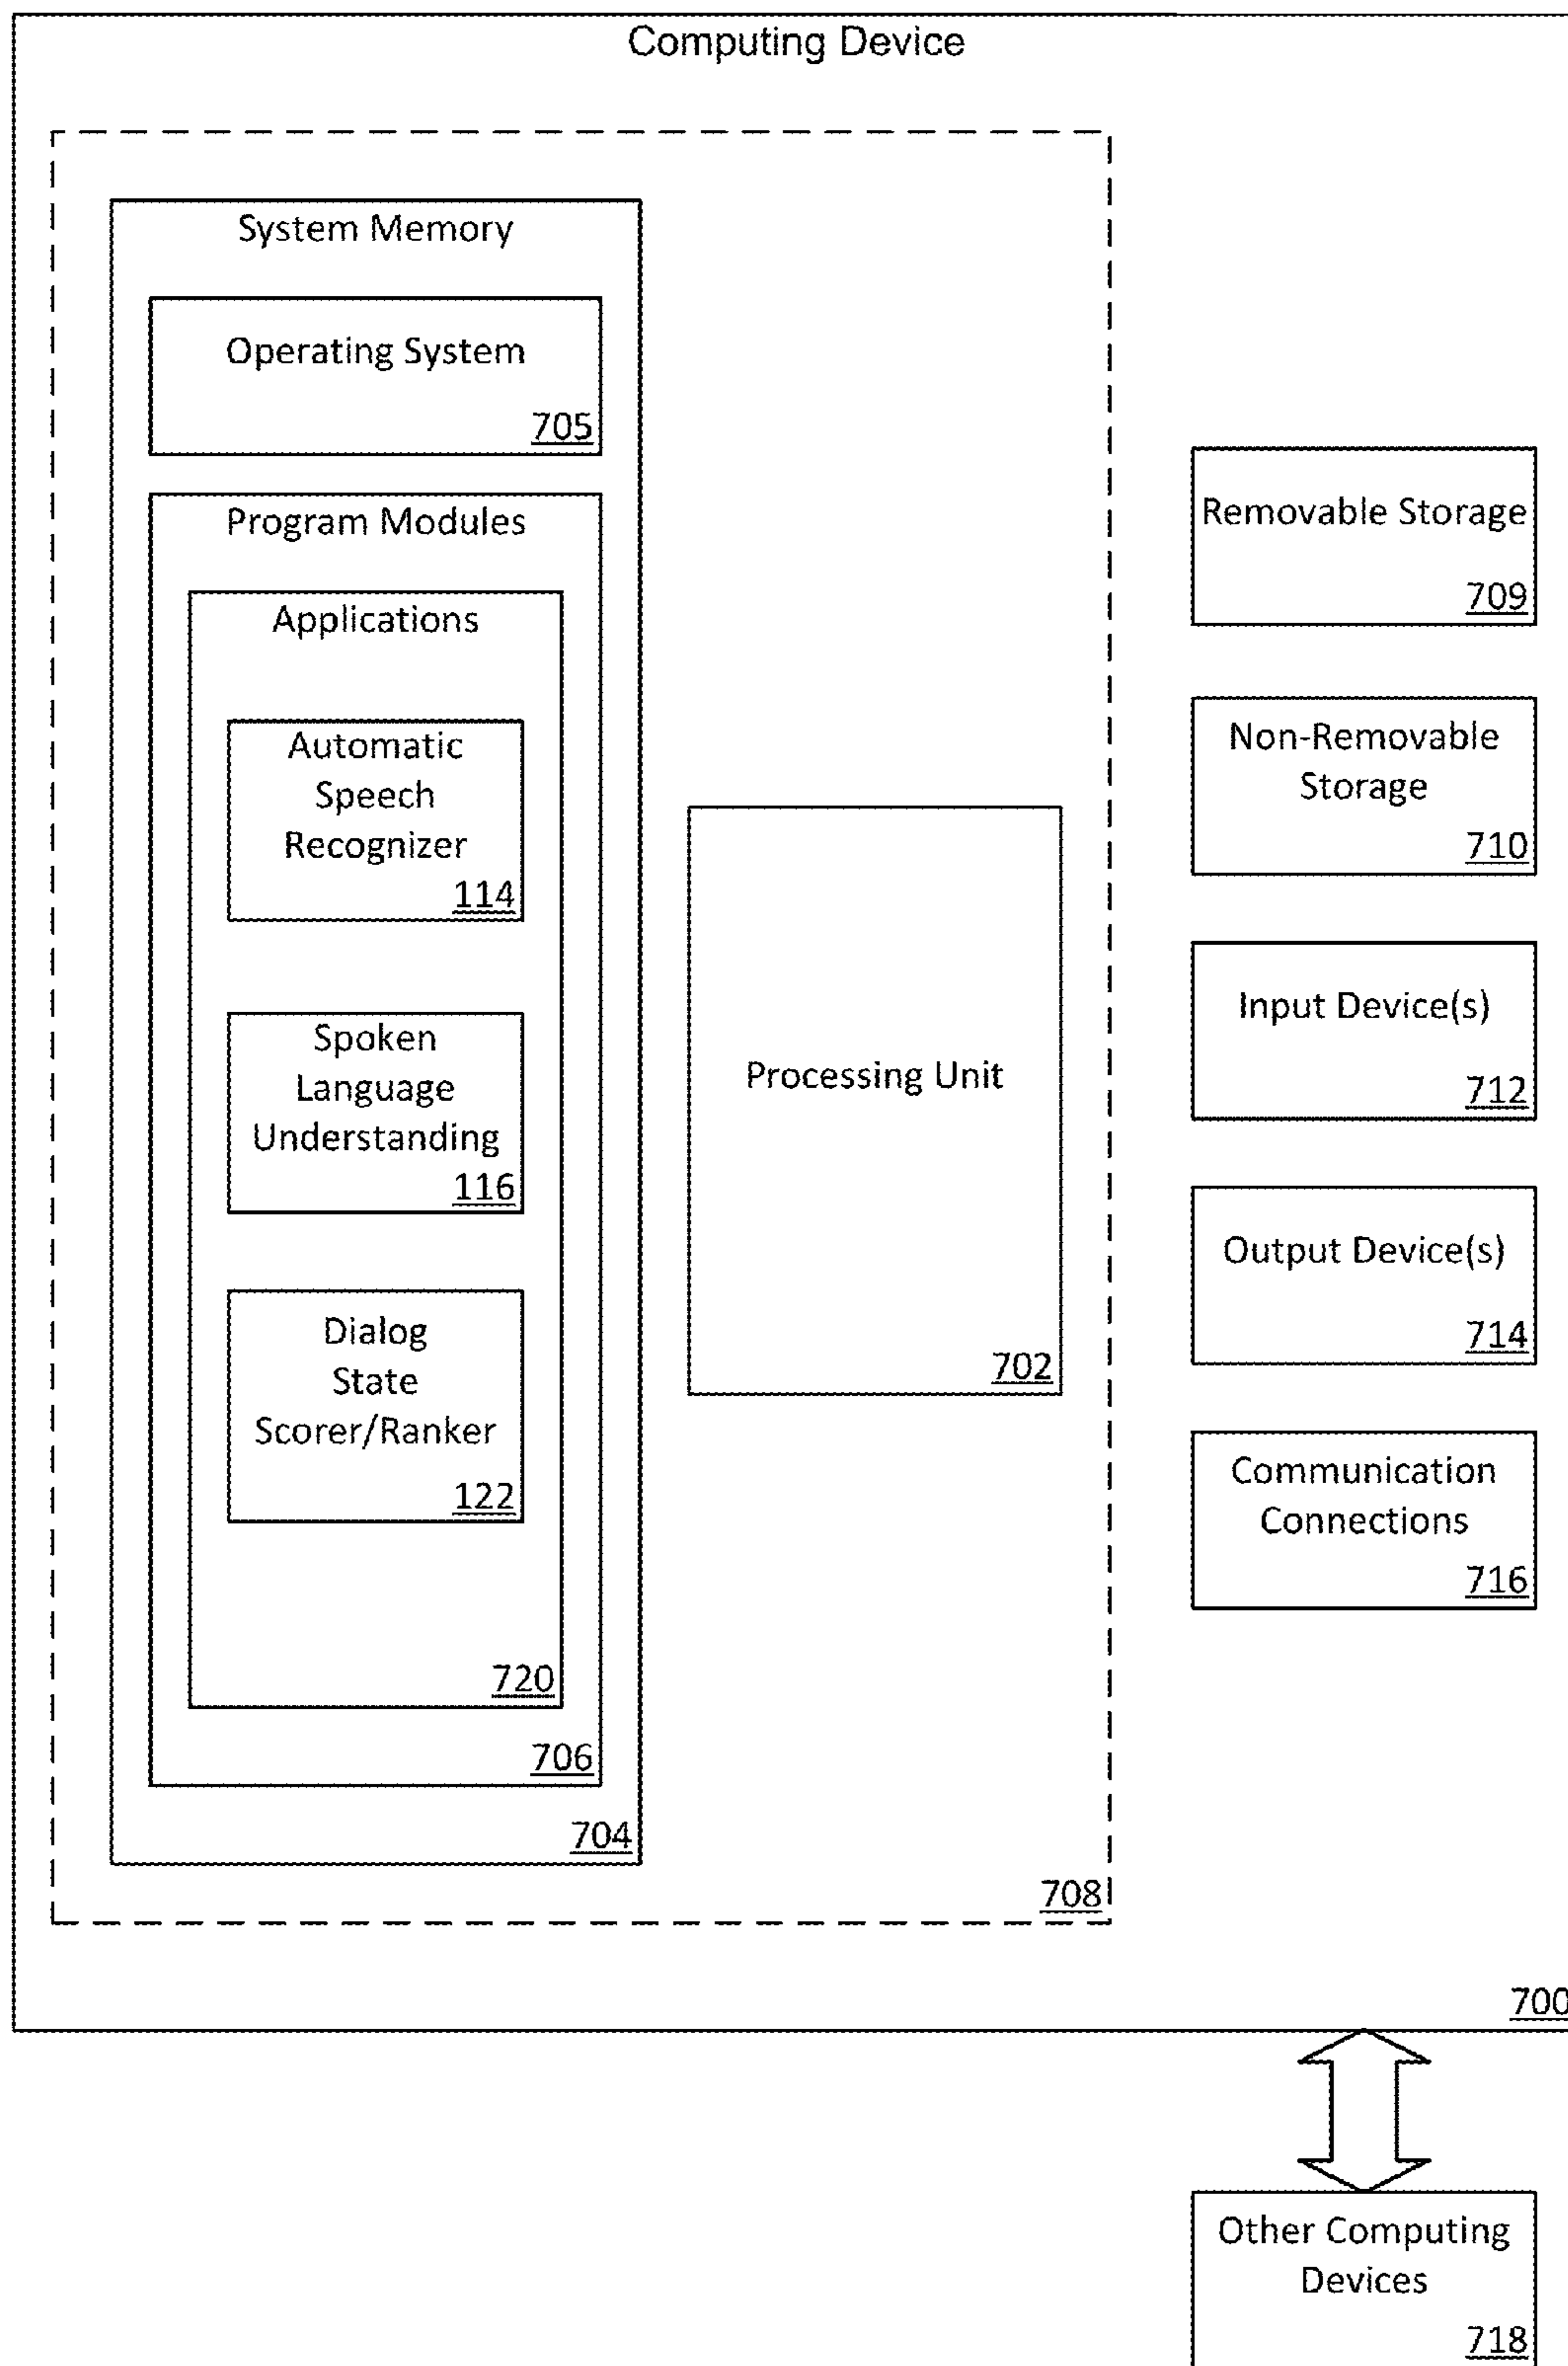 Computing Device
System Memory
Operating System
705
Program Modules
Applications
Automatic
Speech
Recognizer
114
Spoken
Language
Understanding
116
Dialog
State
Scorer/Ranker
122
720
706
704
Processing Unit
702
708
Removable Storage
709
Non-Removable
Storage
710
Input Device(s)
712
Output Device(s)
714
Communication
Connections
716
700
Other Computing
Devices
718